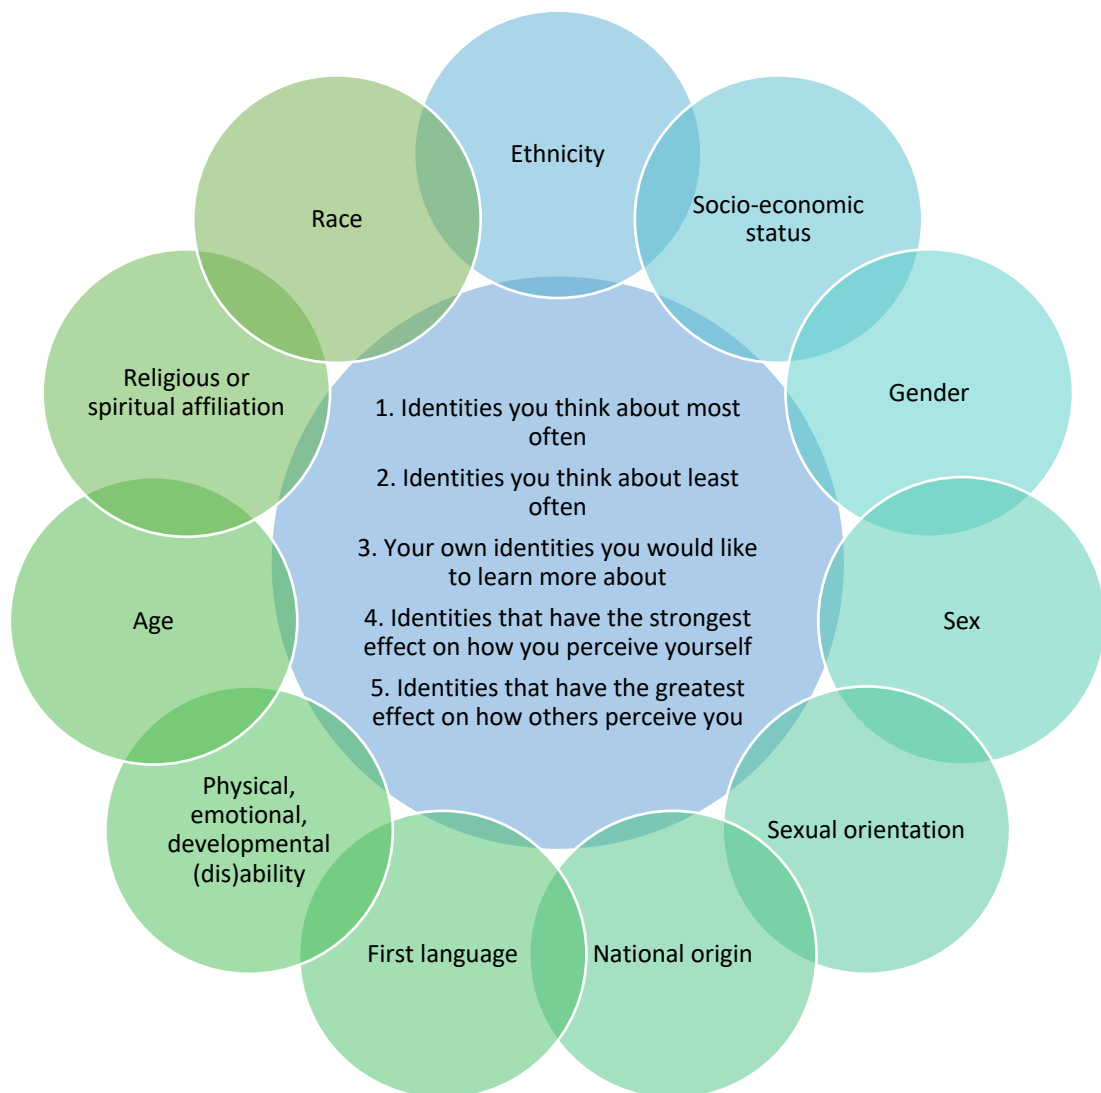 Ethnicity
Socio-economic
status
Gender
Sex
Sexual orientation
National origin
First language
Physical,
emotional,
developmental
(dis)ability
Age
Religious or
spiritual affiliation
Race
1. Identities you think about most
often
2. Identities you think about least
often
3. Your own identities you would like
to learn more about
4. Identities that have the strongest
effect on how you perceive yourself
5. Identities that have the greatest
effect on how others perceive you